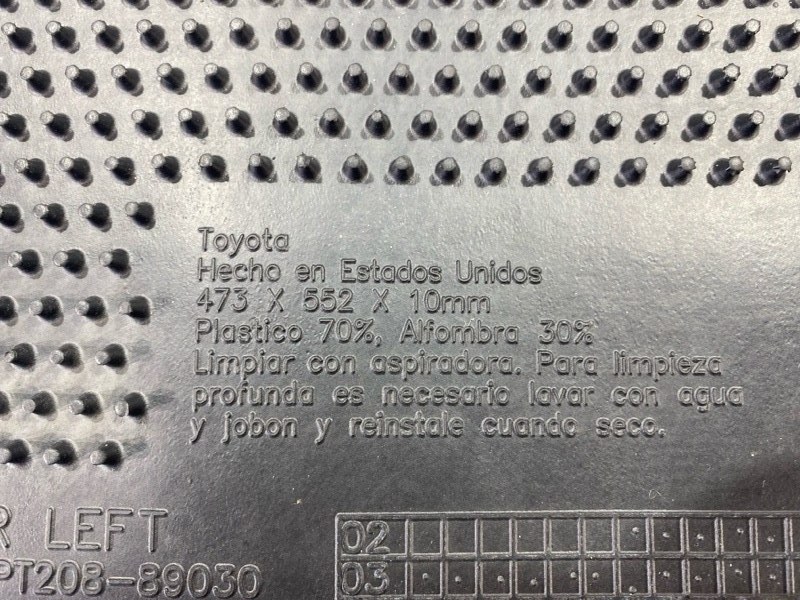 Toyota
Hecho en Estados Unidos
473 X 552 X 10mm
Plastico 70%, Alfombra 30%
Limpiar con aspiradora. Para limpieza
profunda es necesario lavar con agua
y jobon y reinstale cuando seco.
R LEFT
PT208-89030
02
03